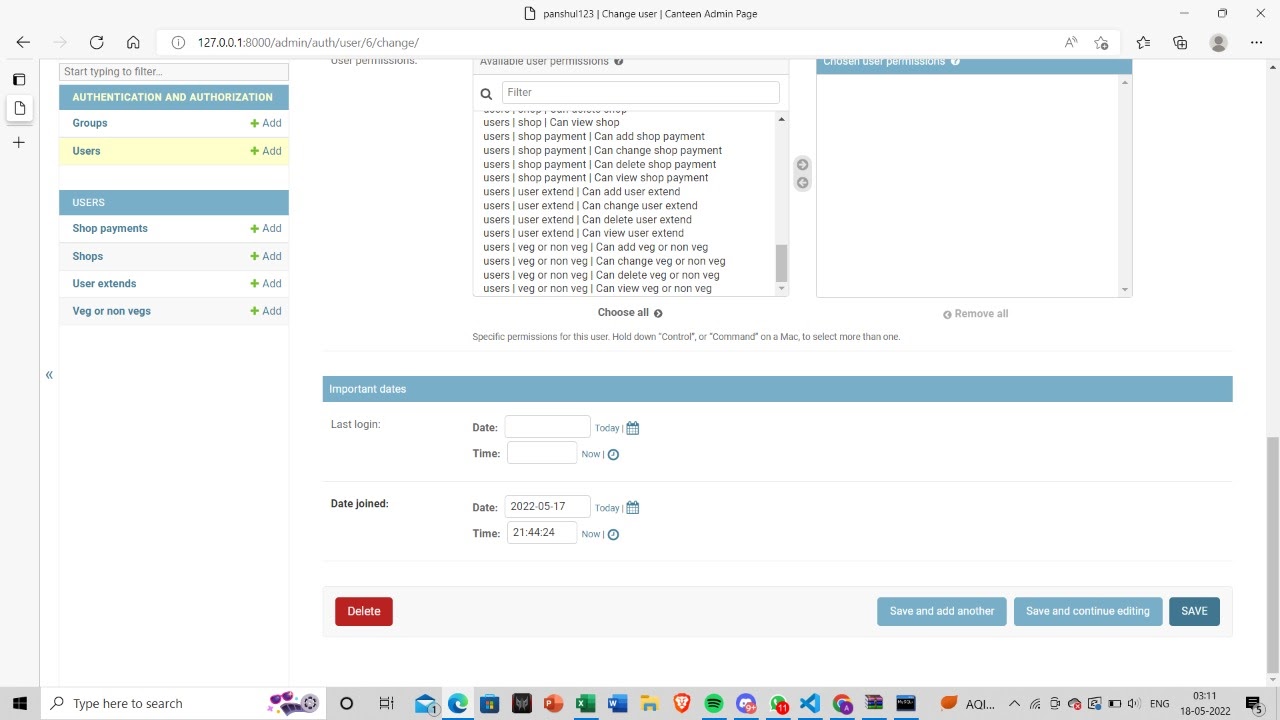 panshul123 | Change user | Canteen Admin Page
127.0.0.1:8000/admin/auth/user/6/change/
Start typing to filter...
AUTHENTICATION AND AUTHORIZATION
Groups + Add
Users + Add
USERS
Shop payments + Add
Shops + Add
User extends + Add
Veg or non vegs + Add
«
User permissions:
Available user permissions
Filter
users | shop | Can delete shop
users | shop | Can view shop
users | shop payment | Can add shop payment
users | shop payment | Can change shop payment
users | shop payment | Can delete shop payment
users | shop payment | Can view shop payment
users | user extend | Can add user extend
users | user extend | Can change user extend
users | user extend | Can delete user extend
users | user extend | Can view user extend
users | veg or non veg | Can add veg or non veg
users | veg or non veg | Can change veg or non veg
users | veg or non veg | Can delete veg or non veg
users | veg or non veg | Can view veg or non veg
Choose all
Chosen user permissions
Remove all
Specific permissions for this user. Hold down “Control”, or “Command” on a Mac, to select more than one.
Important dates
Last login:
Date: Today |
Time: Now |
Date joined:
Date: 2022-05-17 Today |
Time: 21:44:24 Now |
Delete
Save and add another
Save and continue editing
SAVE
Type here to search
1
9+
11
AQI...
ENG
03:11
18-05-2022
5